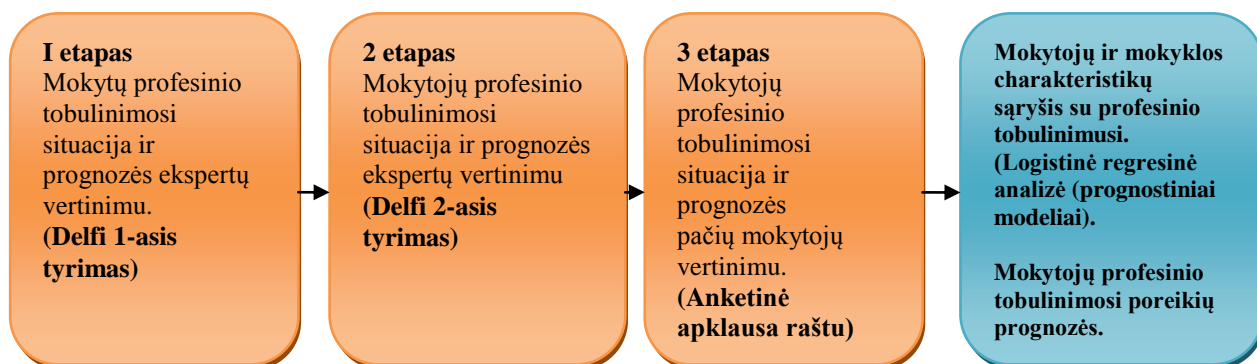 I etapas
Mokytų profesinio
tobulinimosi
situacija ir
prognozės ekspertų
vertinimu.
(Delfi 1-asis
tyrimas)
2 etapas
Mokytojų profesinio
tobulinimosi
situacija ir prognozės
ekspertų vertinimu
(Delfi 2-asis
tyrimas)
3 etapas
Mokytojų
profesinio
tobulinimosi
situacija ir
prognozės
pačių mokytojų
vertinimu.
(Anketinė
apklausa raštu)
Mokytojų ir mokyklos
charakteristikų
sąryšis su profesinio
tobulinimusi.
(Logistinė regresinė
analizė (prognostiniai
modeliai).
Mokytojų profesinio
tobulinimosi poreikių
prognozės.